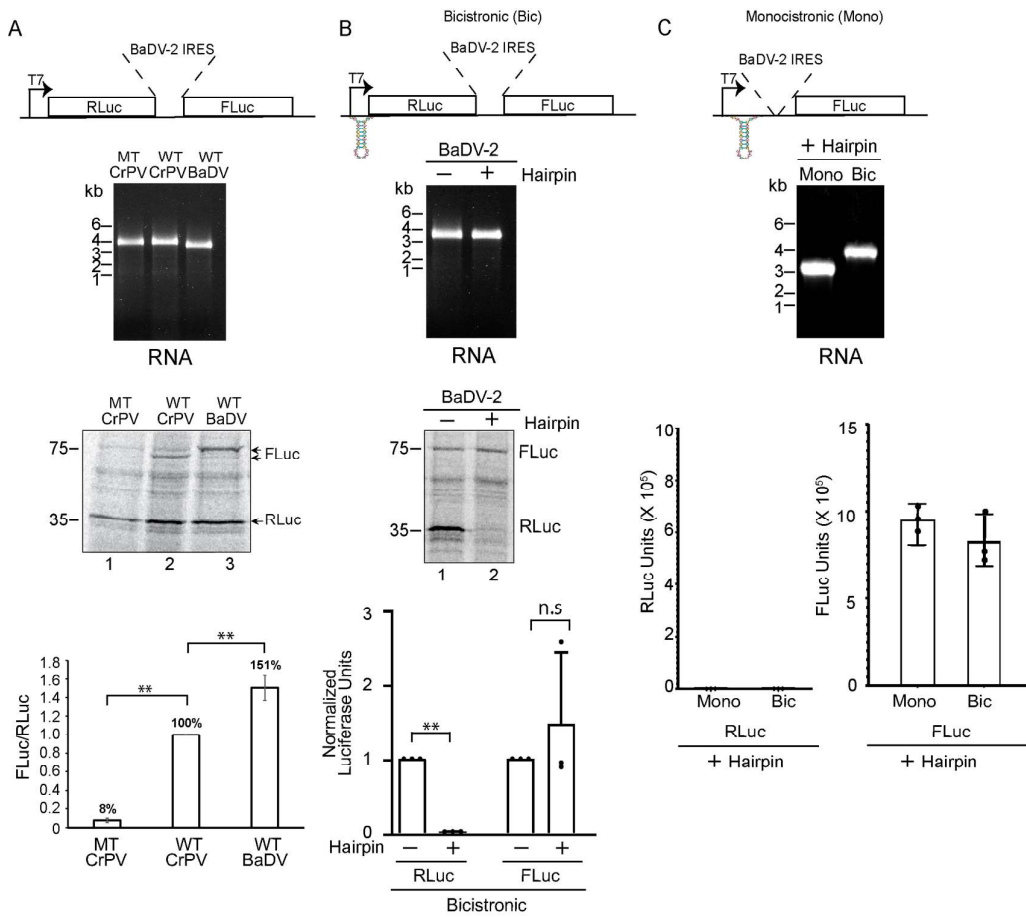 A
BaDV-2 IRES
T7
RLuc
FLuc
MT CrPV
WT CrPV
WT BaDV
kb
6
4
3
2
1
RNA
MT CrPV
WT CrPV
WT BaDV
75
FLuc
35
RLuc
1 2 3
FLuc/RLuc
1.8
1.6
1.4
1.2
1.0
0.8
0.6
0.4
0.2
0.0
8%
**
100%
**
151%
MT CrPV
WT CrPV
WT BaDV
B
Bicistronic (Bic)
BaDV-2 IRES
T7
RLuc
FLuc
BaDV-2
− + Hairpin
kb
6
4
3
2
1
RNA
BaDV-2
− + Hairpin
75
FLuc
35
RLuc
1 2
Normalized Luciferase Units
3
2
1
0
**
n.s
Hairpin − + − +
RLuc FLuc
Bicistronic
C
Monocistronic (Mono)
BaDV-2 IRES
T7
FLuc
+ Hairpin
Mono Bic
kb
6
4
3
2
1
RNA
RLuc Units (X 10⁵)
10
8
6
4
2
0
Mono Bic
RLuc
+ Hairpin
FLuc Units (X 10⁵)
15
10
5
0
Mono Bic
FLuc
+ Hairpin